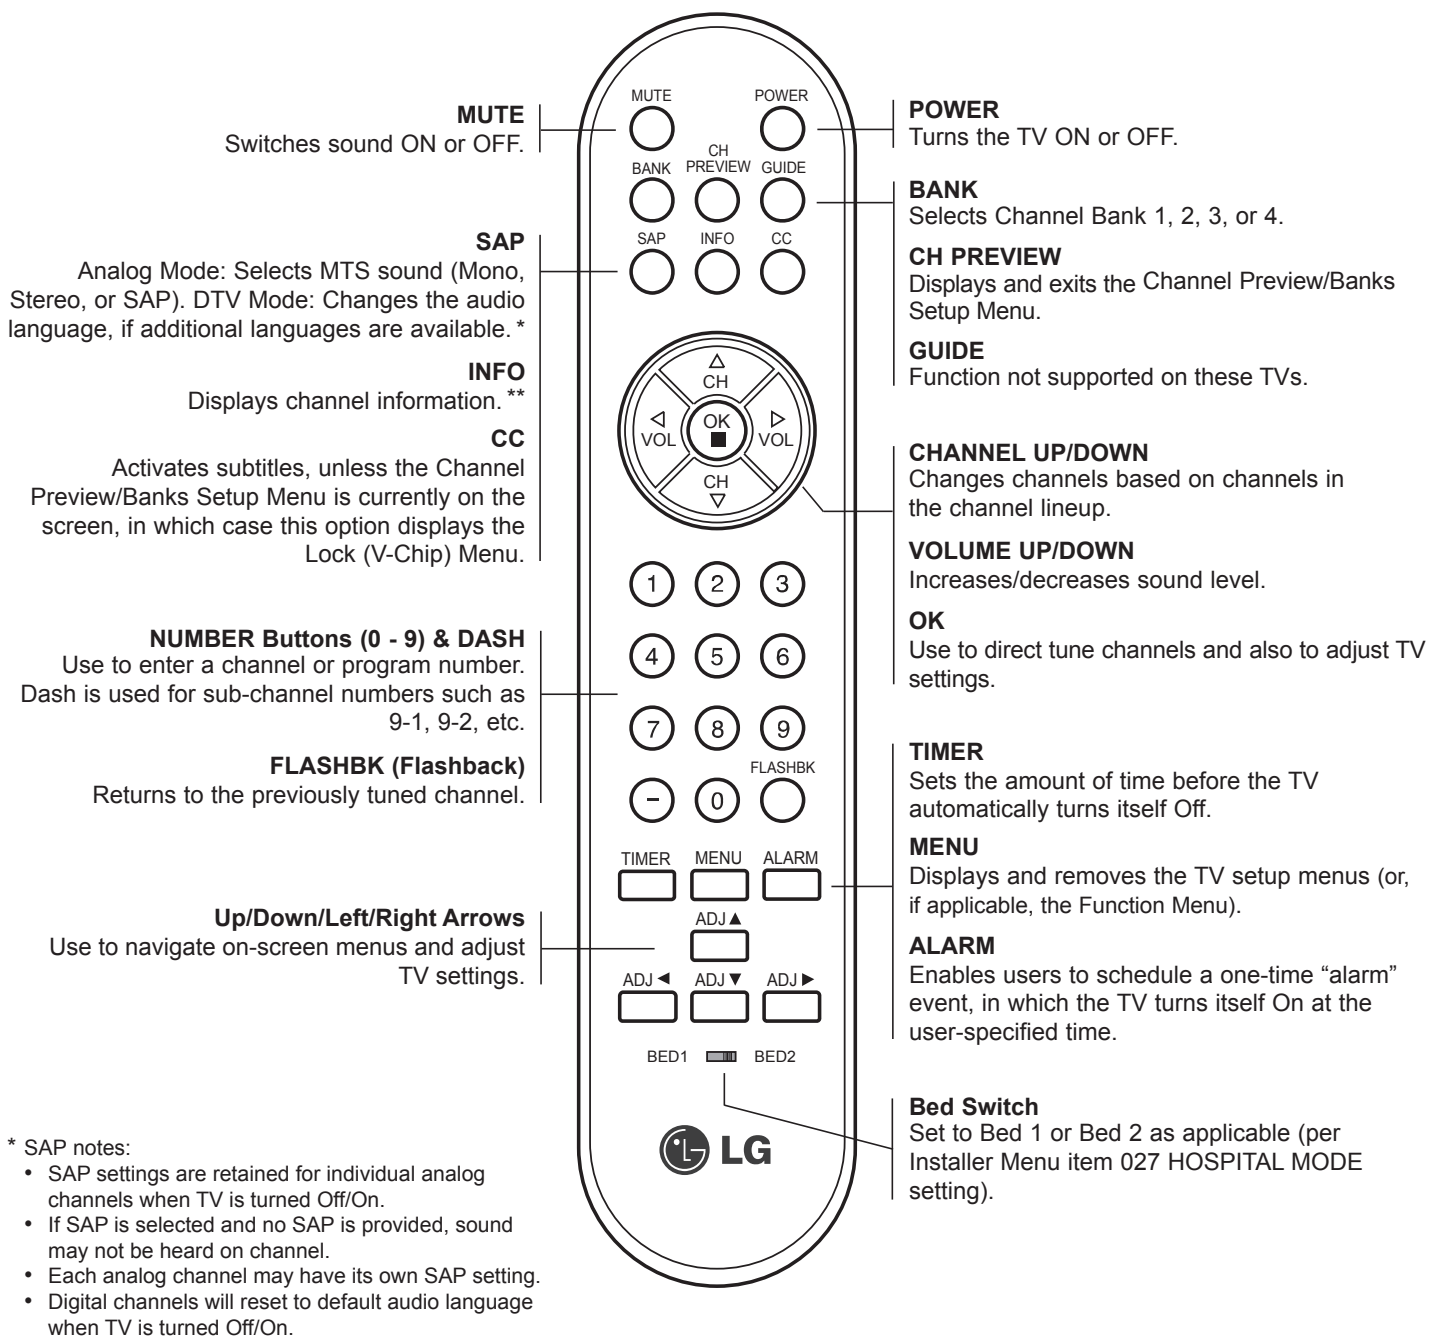 MUTE
Switches sound ON or OFF.
SAP
Analog Mode: Selects MTS sound (Mono,
Stereo, or SAP). DTV Mode: Changes the audio
language, if additional languages are available. *
INFO
Displays channel information. **
CC
Activates subtitles, unless the Channel
Preview/Banks Setup Menu is currently on the
screen, in which case this option displays the
Lock (V-Chip) Menu.
NUMBER Buttons (0 - 9) & DASH
Use to enter a channel or program number.
Dash is used for sub-channel numbers such as
9-1, 9-2, etc.
FLASHBK (Flashback)
Returns to the previously tuned channel.
Up/Down/Left/Right Arrows
Use to navigate on-screen menus and adjust
TV settings.
* SAP notes:
• SAP settings are retained for individual analog
channels when TV is turned Off/On.
• If SAP is selected and no SAP is provided, sound
may not be heard on channel.
• Each analog channel may have its own SAP setting.
• Digital channels will reset to default audio language
when TV is turned Off/On.
MUTE POWER
CH
BANK PREVIEW GUIDE
SAP INFO CC
△
CH
◁ OK ▷
VOL ■ VOL
CH
▽
1 2 3
4 5 6
7 8 9
FLASHBK
- 0
TIMER MENU ALARM
ADJ ▲
ADJ ◄ ADJ ▼ ADJ ►
BED1 BED2
LG LG
POWER
Turns the TV ON or OFF.
BANK
Selects Channel Bank 1, 2, 3, or 4.
CH PREVIEW
Displays and exits the Channel Preview/Banks
Setup Menu.
GUIDE
Function not supported on these TVs.
CHANNEL UP/DOWN
Changes channels based on channels in
the channel lineup.
VOLUME UP/DOWN
Increases/decreases sound level.
OK
Use to direct tune channels and also to adjust TV
settings.
TIMER
Sets the amount of time before the TV
automatically turns itself Off.
MENU
Displays and removes the TV setup menus (or,
if applicable, the Function Menu).
ALARM
Enables users to schedule a one-time “alarm”
event, in which the TV turns itself On at the
user-specified time.
Bed Switch
Set to Bed 1 or Bed 2 as applicable (per
Installer Menu item 027 HOSPITAL MODE
setting).